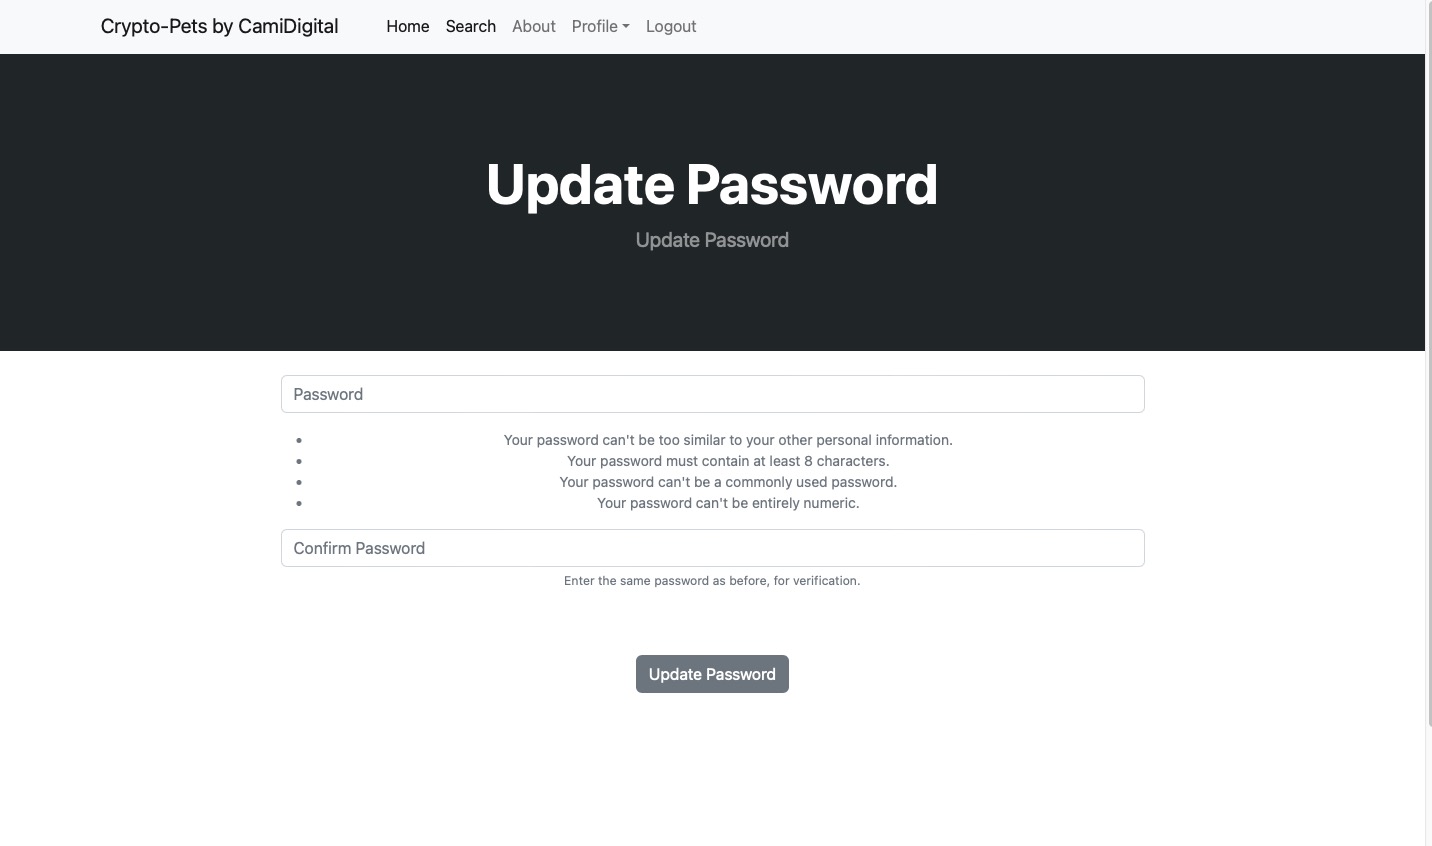 Crypto-Pets by CamiDigital Home Search About Profile Logout
Update Password
Update Password
Password
Your password can't be too similar to your other personal information.
Your password must contain at least 8 characters.
Your password can't be a commonly used password.
Your password can't be entirely numeric.
Confirm Password
Enter the same password as before, for verification.
Update Password